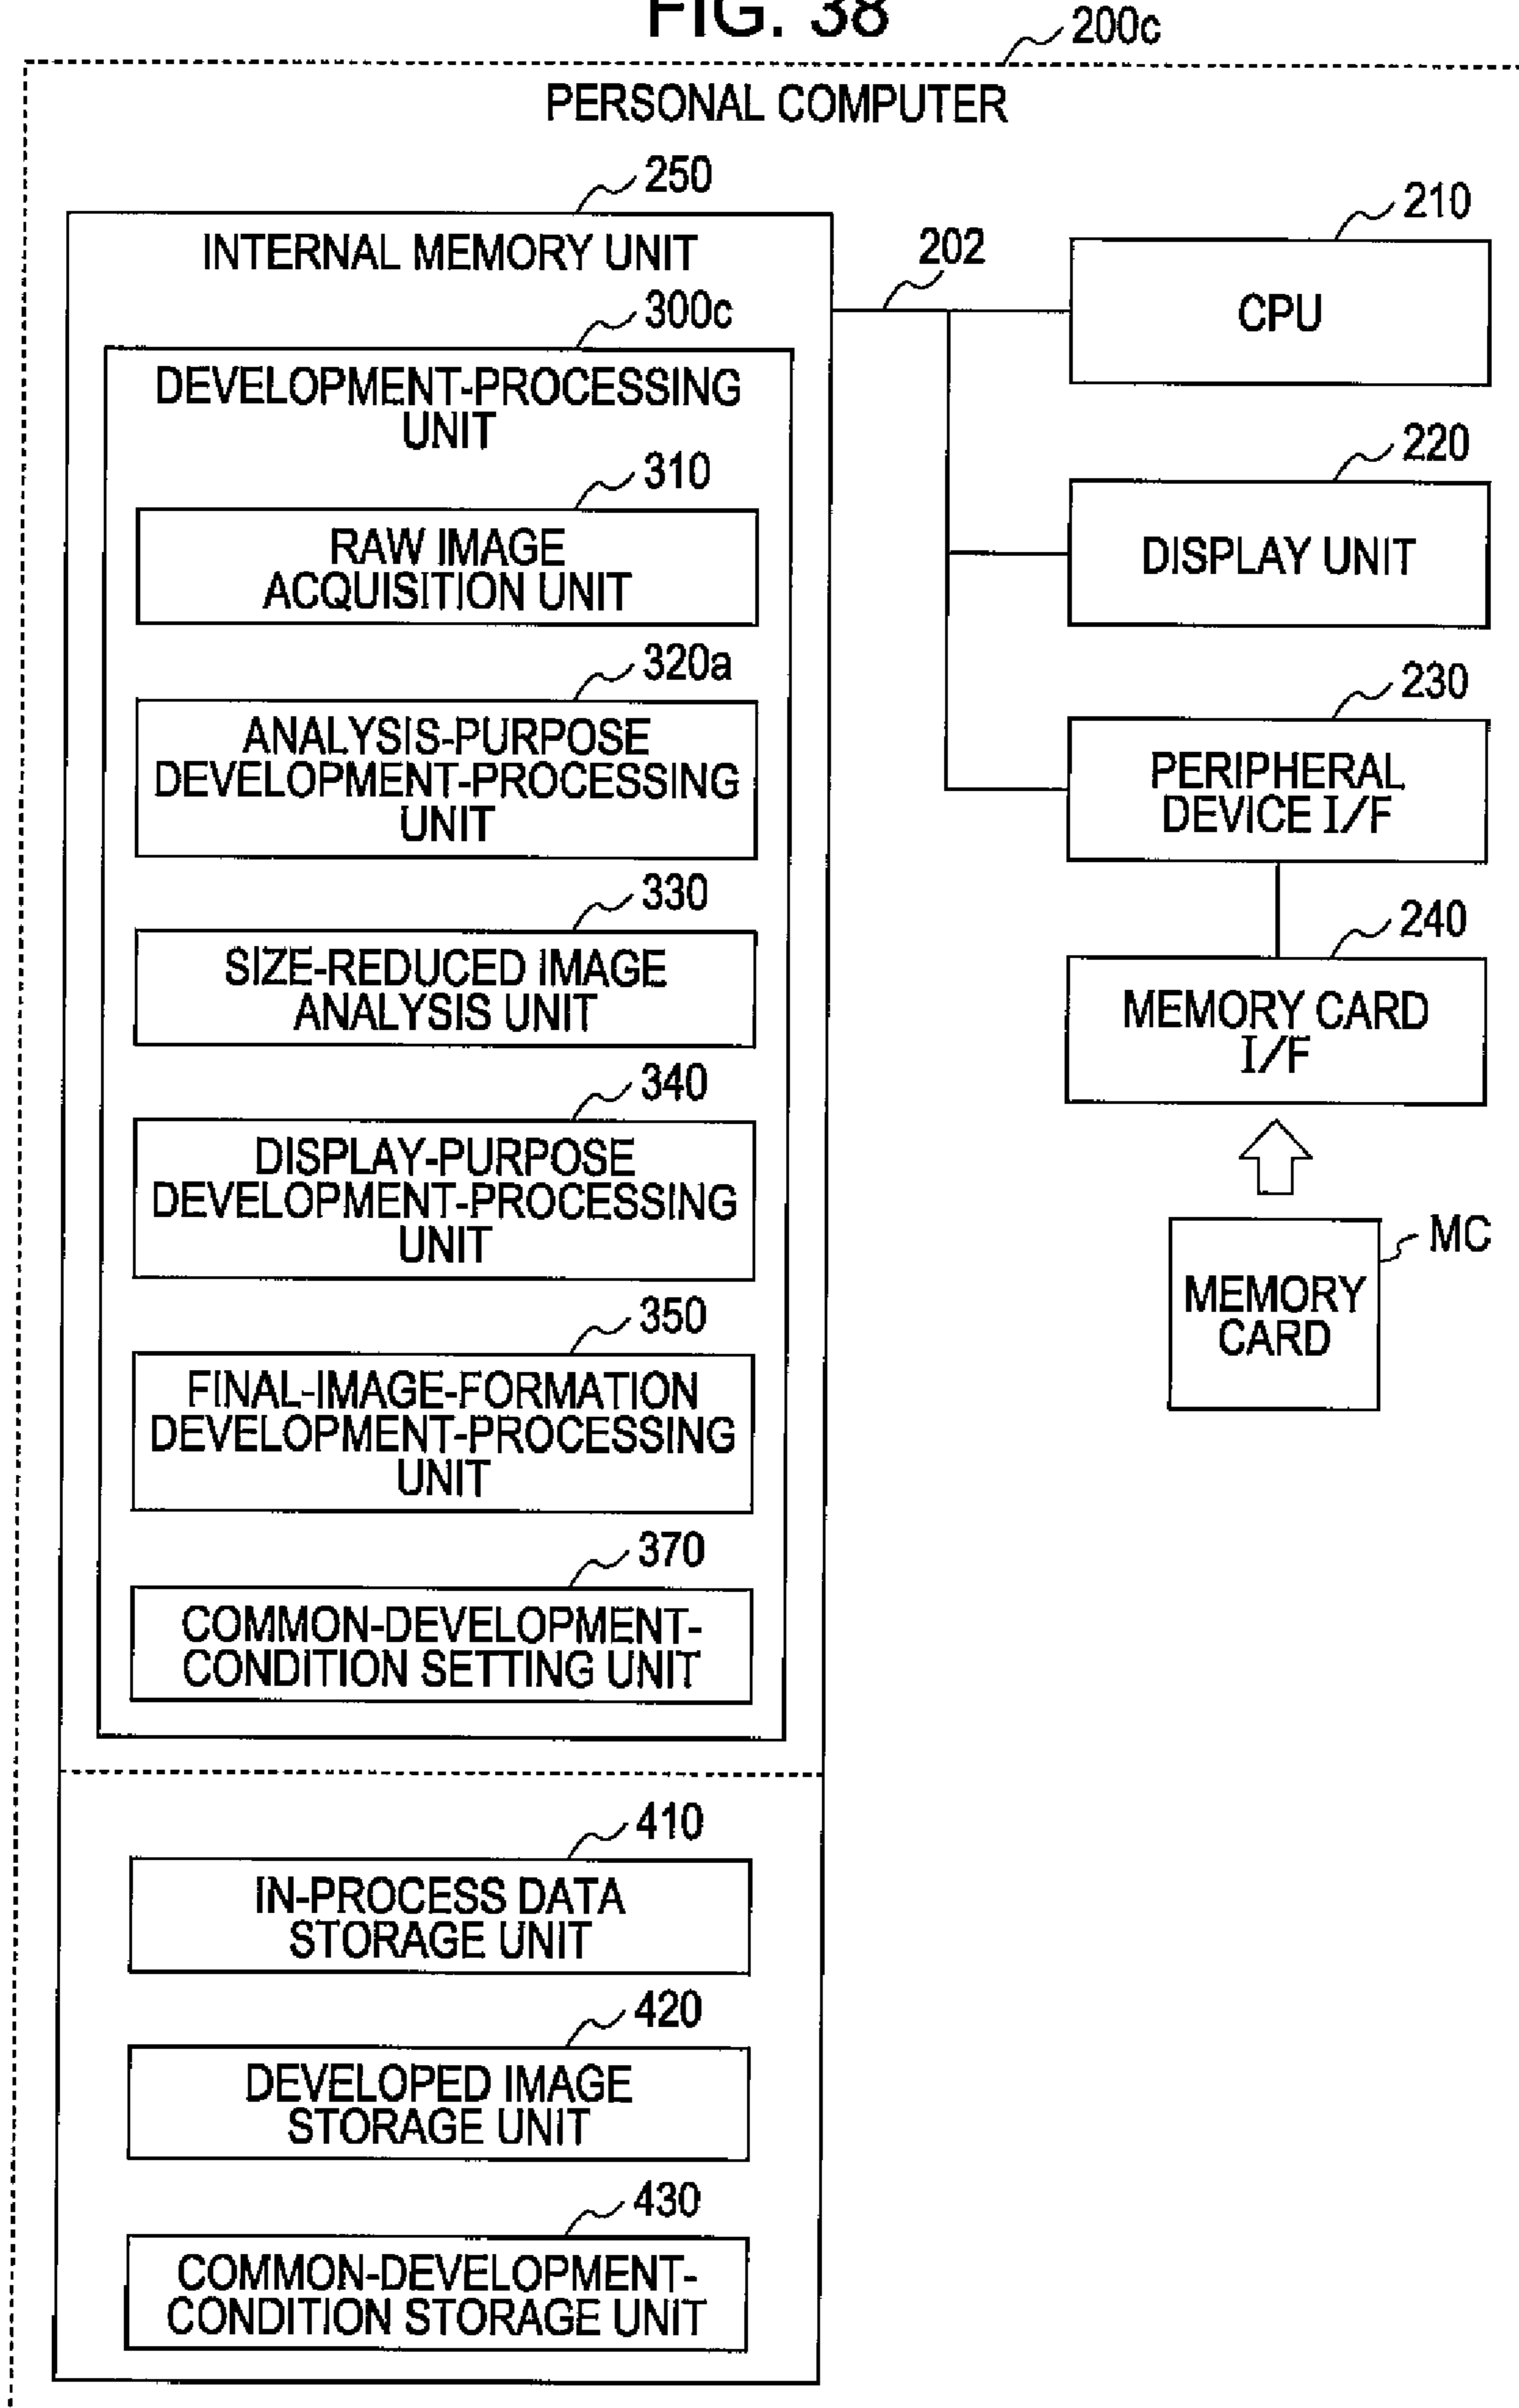 FIG. 38
200c
PERSONAL COMPUTER
250
INTERNAL MEMORY UNIT
300c
DEVELOPMENT-PROCESSING
UNIT
310
RAW IMAGE
ACQUISITION UNIT
320a
ANALYSIS-PURPOSE
DEVELOPMENT-PROCESSING
UNIT
330
SIZE-REDUCED IMAGE
ANALYSIS UNIT
340
DISPLAY-PURPOSE
DEVELOPMENT-PROCESSING
UNIT
350
FINAL-IMAGE-FORMATION
DEVELOPMENT-PROCESSING
UNIT
370
COMMON-DEVELOPMENT-
CONDITION SETTING UNIT
410
IN-PROCESS DATA
STORAGE UNIT
420
DEVELOPED IMAGE
STORAGE UNIT
430
COMMON-DEVELOPMENT-
CONDITION STORAGE UNIT
202
210
CPU
220
DISPLAY UNIT
230
PERIPHERAL
DEVICE I/F
240
MEMORY CARD
I/F
MC
MEMORY
CARD